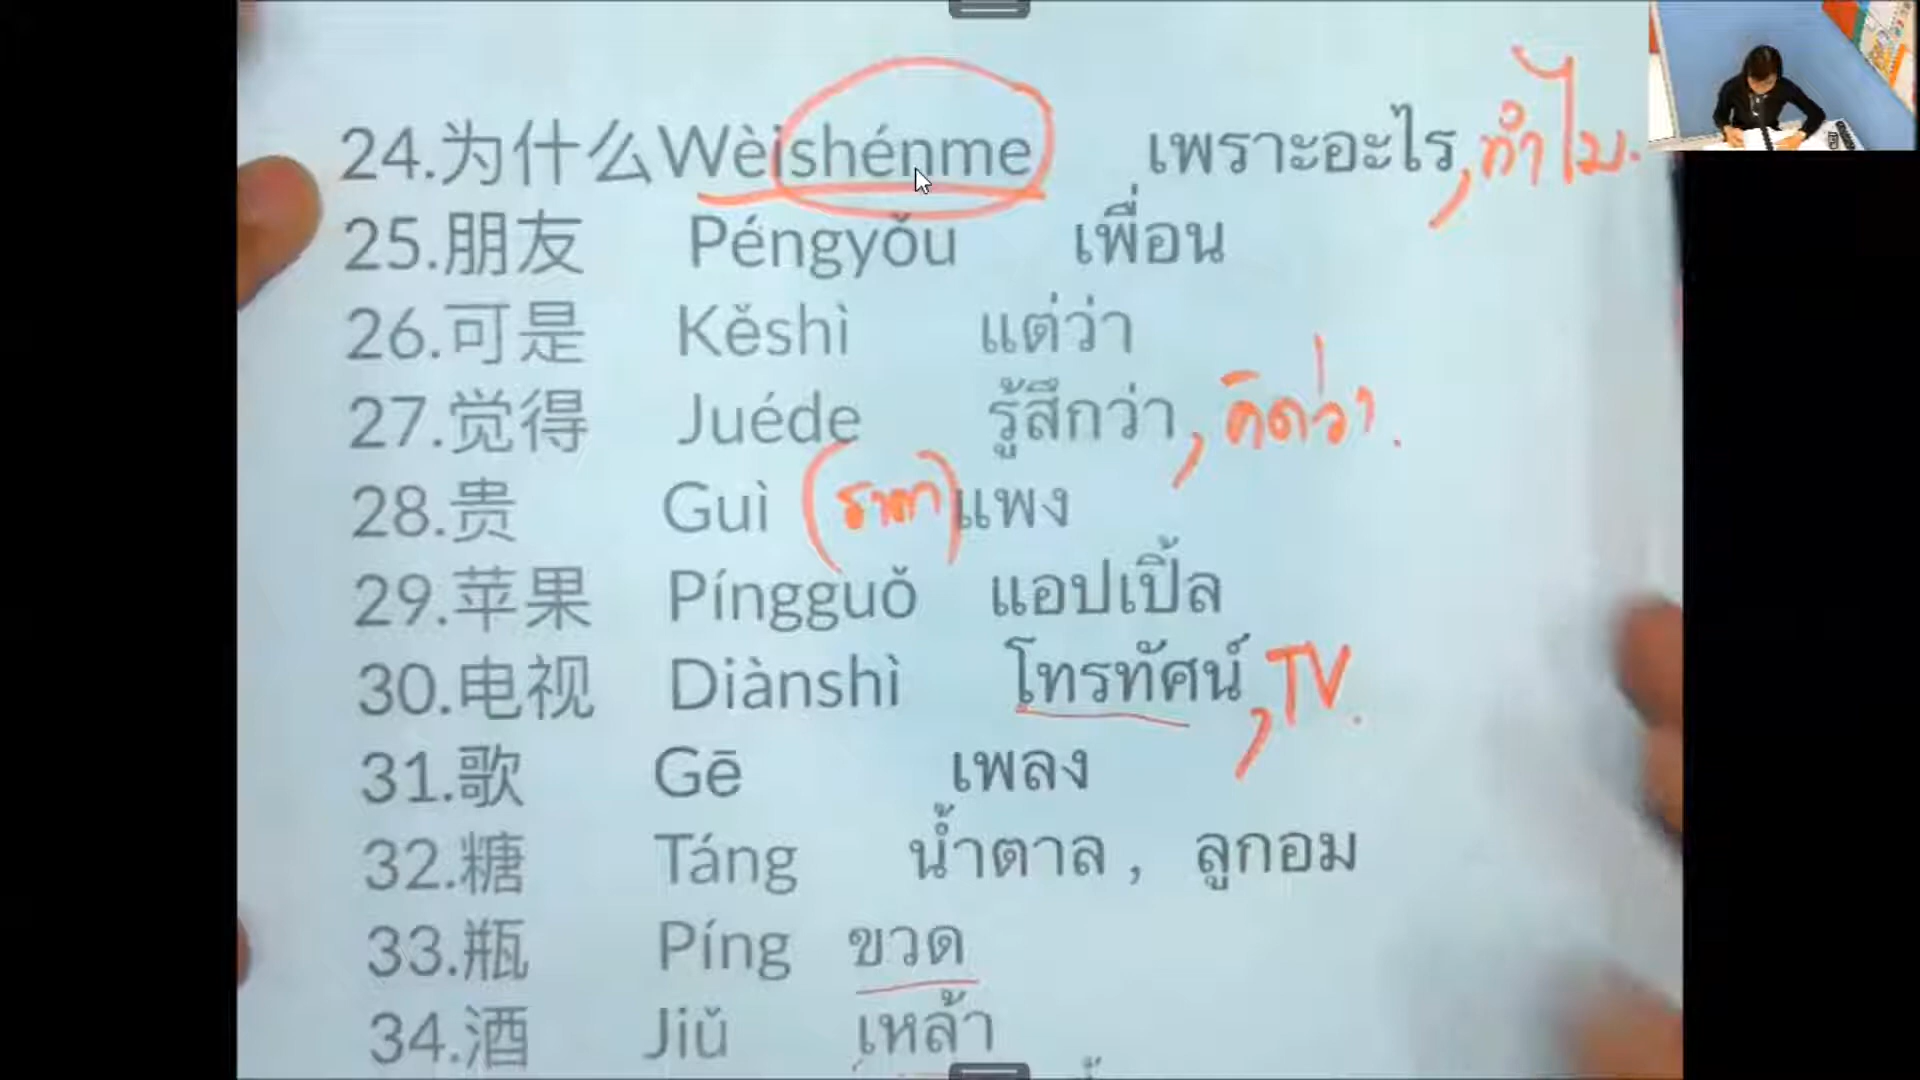 24.为什么Wèishénme เพราะอะไร, ทำไม.
25.朋友 Péngyǒu เพื่อน
26.可是 Kěshì แต่ว่า
27.觉得 Juéde รู้สึกว่า, คิดว่า.
28.贵 Guì (ราคา)แพง
29.苹果 Píngguǒ แอปเปิ้ล
30.电视 Diànshì โทรทัศน์, TV.
31.歌 Gē เพลง
32.糖 Táng น้ำตาล , ลูกอม
33.瓶 Píng ขวด
34.酒 Jiǔ เหล้า